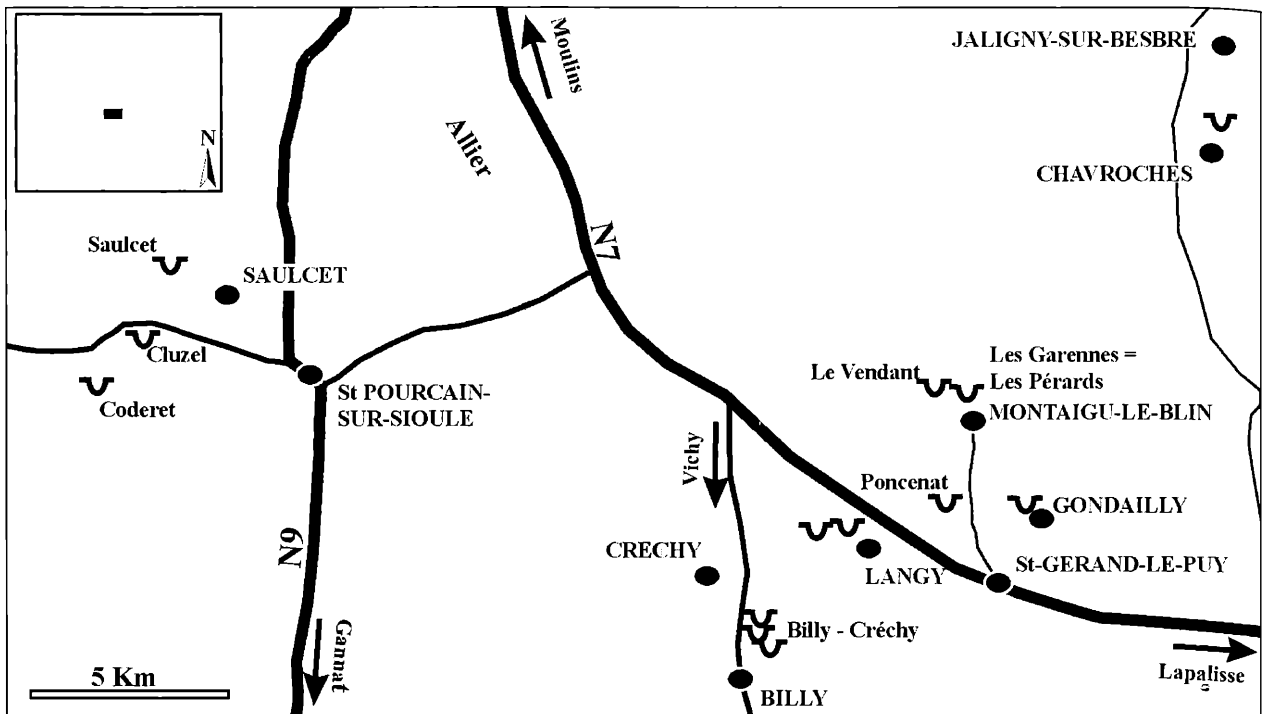 JALIGNY-SUR-BESBRE
Moulins
N
Allier
CHAVROCHES
N7
Saulcet
SAULCET
Cluzel
Coderet
St POURCAIN-
SUR-SIOULE
Le Vendant
Les Garennes =
Les Pérards
MONTAIGU-LE-BLIN
Vichy
Poncenat
GONDAILLY
N9
CRECHY
LANGY
St-GERAND-LE-PUY
Billy - Créchy
Gannat
5 Km
BILLY
Lapalisse